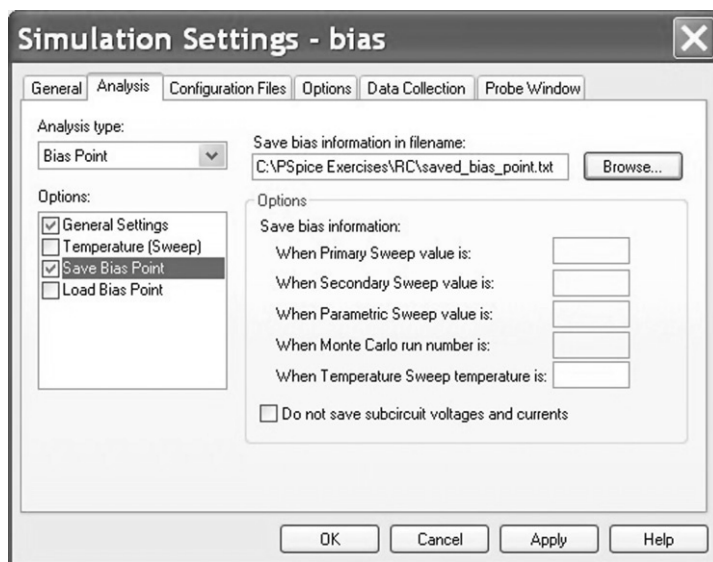 Simulation Settings - bias
General Analysis Configuration Files Options Data Collection Probe Window
Analysis type:
Bias Point
Options:
General Settings
Temperature (Sweep)
Save Bias Point
Load Bias Point
Save bias information in filename:
C:\PSpice Exercises\RC\saved_bias_point.txt Browse...
Options
Save bias information:
When Primary Sweep value is:
When Secondary Sweep value is:
When Parametric Sweep value is:
When Monte Carlo run number is:
When Temperature Sweep temperature is:
Do not save subcircuit voltages and currents
OK Cancel Apply Help